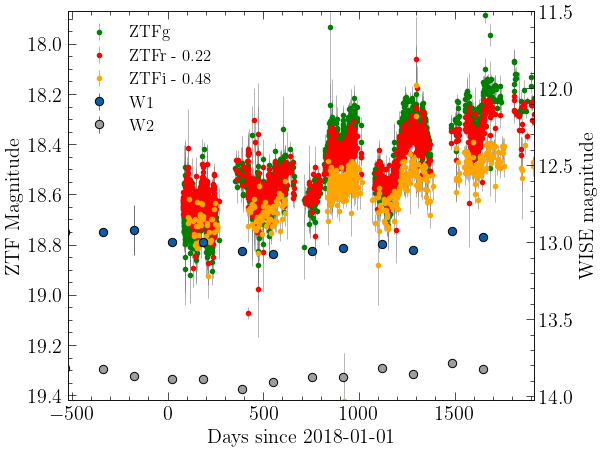 ZTFg
ZTFr - 0.22
ZTFi - 0.48
W1
W2
18.0
18.2
18.4
18.6
18.8
19.0
19.2
19.4
ZTF Magnitude
11.5
12.0
12.5
13.0
13.5
14.0
WISE magnitude
−500 0 500 1000 1500
Days since 2018-01-01